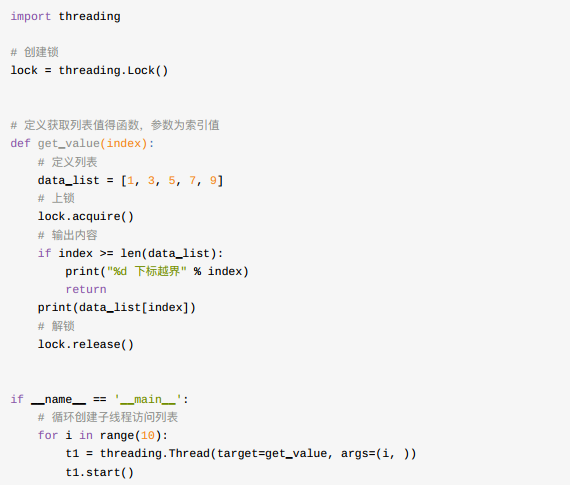 import threading
# 创建锁
lock = threading.Lock()
# 定义获取列表值得函数，参数为索引值
def get_value(index):
    # 定义列表
    data_list = [1, 3, 5, 7, 9]
    # 上锁
    lock.acquire()
    # 输出内容
    if index >= len(data_list):
        print("%d 下标越界" % index)
        return
    print(data_list[index])
    # 解锁
    lock.release()
if __name__ == '__main__':
    # 循环创建子线程访问列表
    for i in range(10):
        t1 = threading.Thread(target=get_value, args=(i, ))
        t1.start()